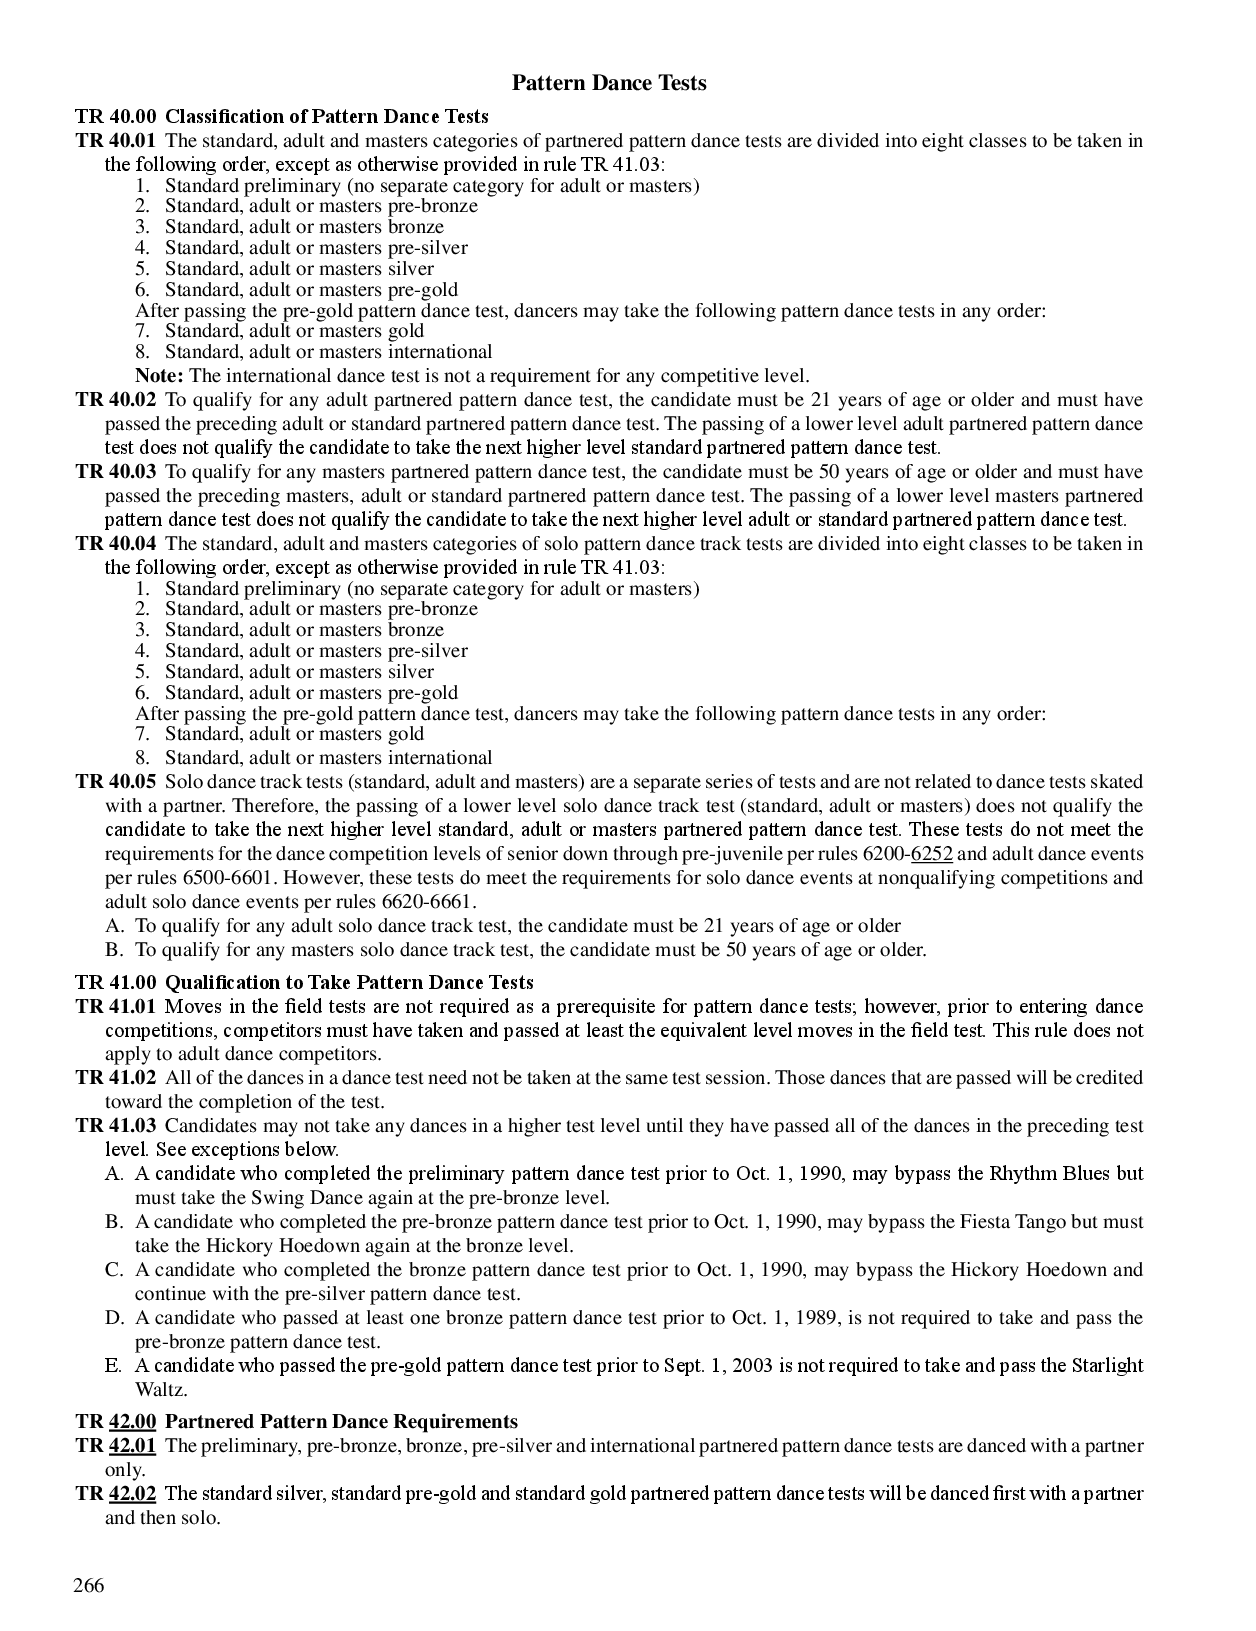 Pattern Dance Tests
TR 40.00 Classification of Pattern Dance Tests
TR 40.01 The standard, adult and masters categories of partnered pattern dance tests are divided into eight classes to be taken in
the following order, except as otherwise provided in rule TR 41.03:
1. Standard preliminary (no separate category for adult or masters)
2. Standard, adult or masters pre-bronze
3. Standard, adult or masters bronze
4. Standard, adult or masters pre-silver
5. Standard, adult or masters silver
6. Standard, adult or masters pre-gold
After passing the pre-gold pattern dance test, dancers may take the following pattern dance tests in any order:
7. Standard, adult or masters gold
8. Standard, adult or masters international
Note: The international dance test is not a requirement for any competitive level.
TR 40.02 To qualify for any adult partnered pattern dance test, the candidate must be 21 years of age or older and must have
passed the preceding adult or standard partnered pattern dance test. The passing of a lower level adult partnered pattern dance
test does not qualify the candidate to take the next higher level standard partnered pattern dance test.
TR 40.03 To qualify for any masters partnered pattern dance test, the candidate must be 50 years of age or older and must have
passed the preceding masters, adult or standard partnered pattern dance test. The passing of a lower level masters partnered
pattern dance test does not qualify the candidate to take the next higher level adult or standard partnered pattern dance test.
TR 40.04 The standard, adult and masters categories of solo pattern dance track tests are divided into eight classes to be taken in
the following order, except as otherwise provided in rule TR 41.03:
1. Standard preliminary (no separate category for adult or masters)
2. Standard, adult or masters pre-bronze
3. Standard, adult or masters bronze
4. Standard, adult or masters pre-silver
5. Standard, adult or masters silver
6. Standard, adult or masters pre-gold
After passing the pre-gold pattern dance test, dancers may take the following pattern dance tests in any order:
7. Standard, adult or masters gold
8. Standard, adult or masters international
TR 40.05 Solo dance track tests (standard, adult and masters) are a separate series of tests and are not related to dance tests skated
with a partner. Therefore, the passing of a lower level solo dance track test (standard, adult or masters) does not qualify the
candidate to take the next higher level standard, adult or masters partnered pattern dance test. These tests do not meet the
requirements for the dance competition levels of senior down through pre-juvenile per rules 6200-6252 and adult dance events
per rules 6500-6601. However, these tests do meet the requirements for solo dance events at nonqualifying competitions and
adult solo dance events per rules 6620-6661.
A. To qualify for any adult solo dance track test, the candidate must be 21 years of age or older
B. To qualify for any masters solo dance track test, the candidate must be 50 years of age or older.
TR 41.00 Qualification to Take Pattern Dance Tests
TR 41.01 Moves in the field tests are not required as a prerequisite for pattern dance tests; however, prior to entering dance
competitions, competitors must have taken and passed at least the equivalent level moves in the field test. This rule does not
apply to adult dance competitors.
TR 41.02 All of the dances in a dance test need not be taken at the same test session. Those dances that are passed will be credited
toward the completion of the test.
TR 41.03 Candidates may not take any dances in a higher test level until they have passed all of the dances in the preceding test
level. See exceptions below.
A. A candidate who completed the preliminary pattern dance test prior to Oct. 1, 1990, may bypass the Rhythm Blues but
must take the Swing Dance again at the pre-bronze level.
B. A candidate who completed the pre-bronze pattern dance test prior to Oct. 1, 1990, may bypass the Fiesta Tango but must
take the Hickory Hoedown again at the bronze level.
C. A candidate who completed the bronze pattern dance test prior to Oct. 1, 1990, may bypass the Hickory Hoedown and
continue with the pre-silver pattern dance test.
D. A candidate who passed at least one bronze pattern dance test prior to Oct. 1, 1989, is not required to take and pass the
pre-bronze pattern dance test.
E. A candidate who passed the pre-gold pattern dance test prior to Sept. 1, 2003 is not required to take and pass the Starlight
Waltz.
TR 42.00 Partnered Pattern Dance Requirements
TR 42.01 The preliminary, pre-bronze, bronze, pre-silver and international partnered pattern dance tests are danced with a partner
only.
TR 42.02 The standard silver, standard pre-gold and standard gold partnered pattern dance tests will be danced first with a partner
and then solo.
266